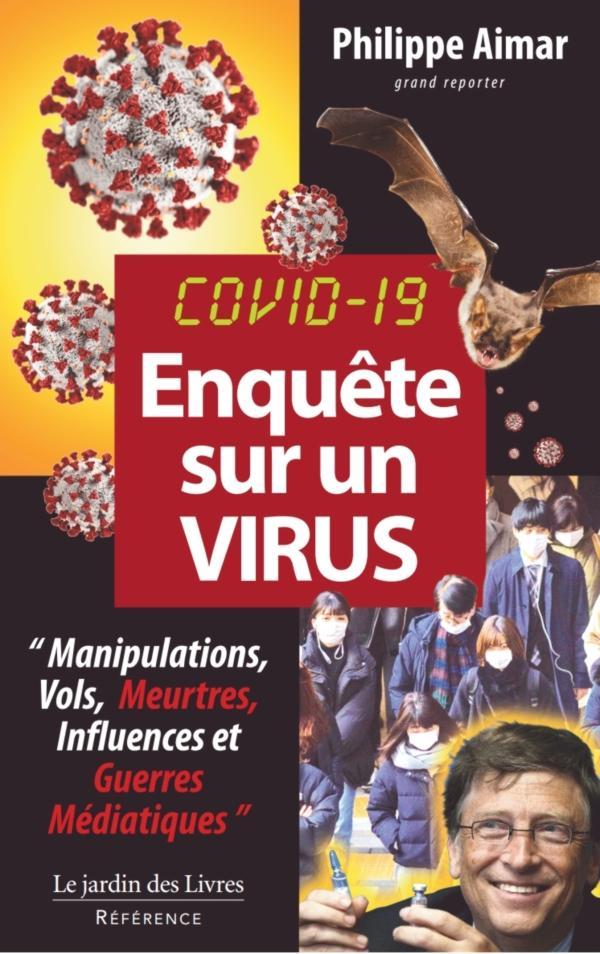 Philippe Aimar
grand reporter
COVID-19
Enquête
sur un
VIRUS
“ Manipulations,
Vols, Meurtres,
Influences et
Guerres
Médiatiques ”
Le jardin des Livres
RÉFÉRENCE